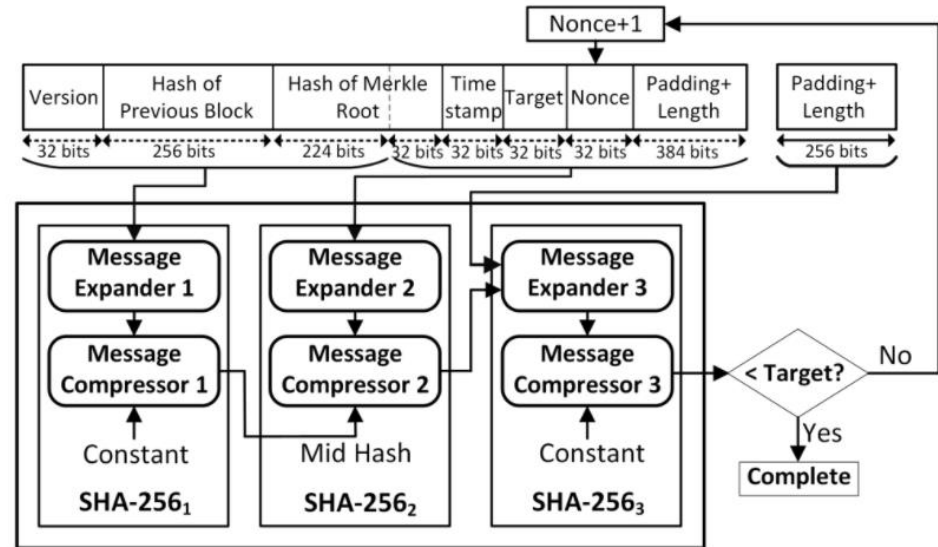 Nonce+1
Version
Hash of
Previous Block
Hash of Merkle
Root
Time
stamp
Target
Nonce
Padding+
Length
Padding+
Length
32 bits
256 bits
224 bits
32 bits
32 bits
32 bits
32 bits
384 bits
256 bits
Message
Expander 1
Message
Expander 2
Message
Expander 3
Message
Compressor 1
Message
Compressor 2
Message
Compressor 3
< Target?
No
Yes
Complete
Constant
Mid Hash
Constant
SHA-256₁
SHA-256₂
SHA-256₃